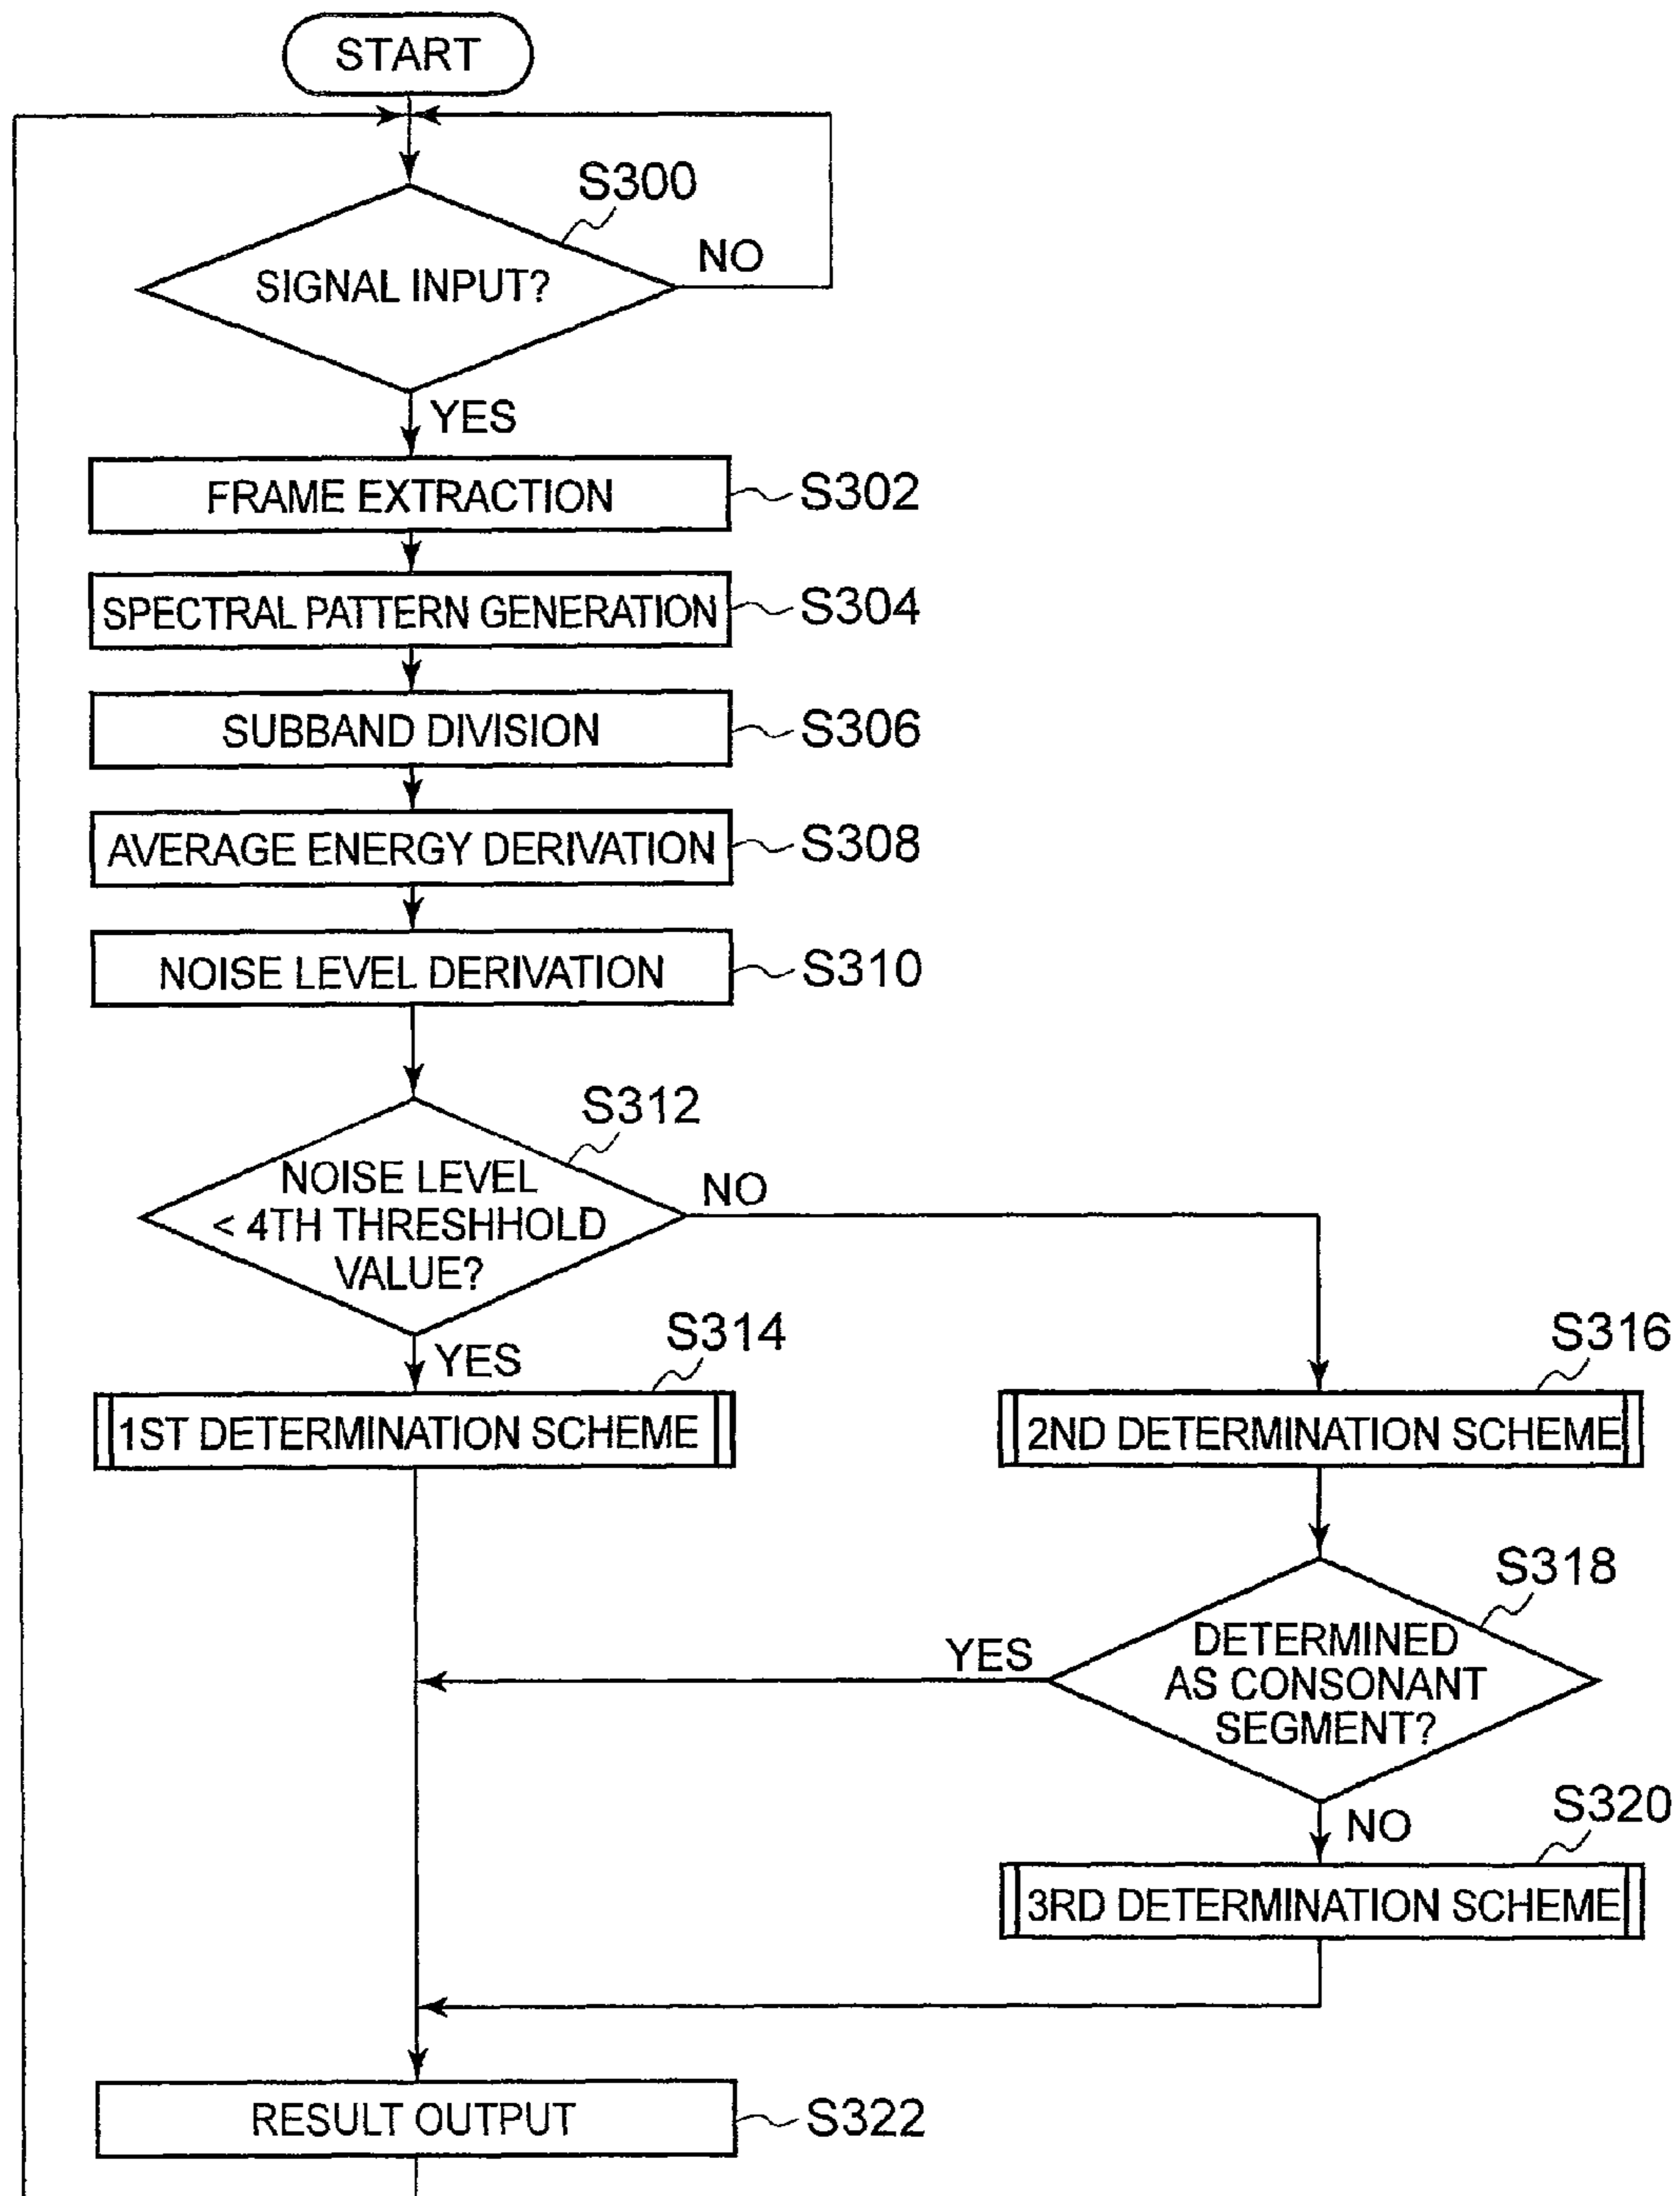 START
S300
SIGNAL INPUT?
NO
YES
FRAME EXTRACTION
S302
SPECTRAL PATTERN GENERATION
S304
SUBBAND DIVISION
S306
AVERAGE ENERGY DERIVATION
S308
NOISE LEVEL DERIVATION
S310
S312
NOISE LEVEL
< 4TH THRESHHOLD
VALUE?
NO
YES
S314
1ST DETERMINATION SCHEME
S316
2ND DETERMINATION SCHEME
S318
DETERMINED
AS CONSONANT
SEGMENT?
YES
NO
S320
3RD DETERMINATION SCHEME
RESULT OUTPUT
S322